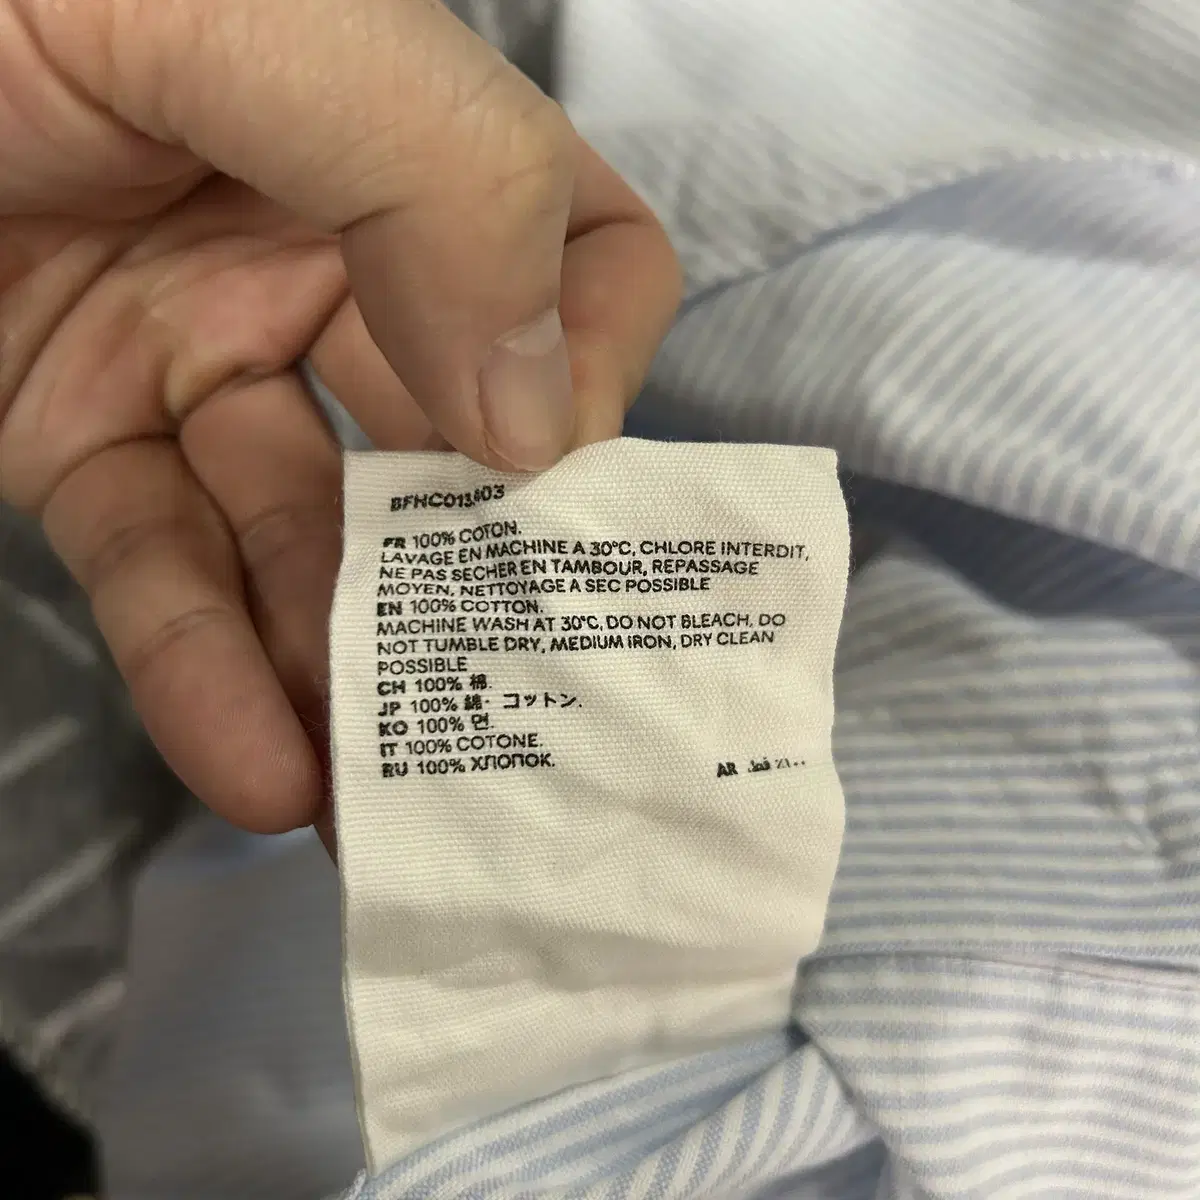 BFHC013.403
FR 100% COTON.
LAVAGE EN MACHINE A 30°C, CHLORE INTERDIT,
NE PAS SECHER EN TAMBOUR, REPASSAGE
MOYEN, NETTOYAGE A SEC POSSIBLE
EN 100% COTTON.
MACHINE WASH AT 30°C, DO NOT BLEACH, DO
NOT TUMBLE DRY, MEDIUM IRON, DRY CLEAN
POSSIBLE
CH 100% 棉.
JP 100% 綿· コットン.
KO 100% 면.
IT 100% COTONE.
RU 100% ХЛОПОК.
AR